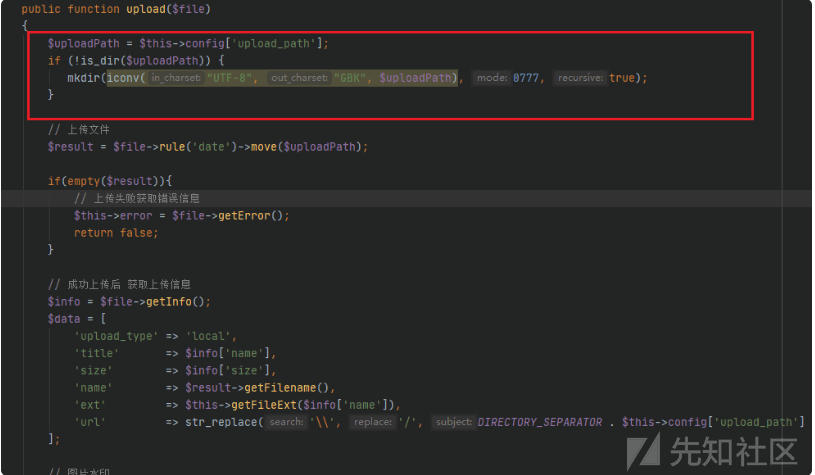 public function upload($file)
{
$uploadPath = $this->config['upload_path'];
if (!is_dir($uploadPath)) {
mkdir(iconv( in_charset: "UTF-8", out_charset: "GBK", $uploadPath), mode: 0777, recursive: true);
}
// 上传文件
$result = $file->rule('date')->move($uploadPath);
if(empty($result)){
// 上传失败获取错误信息
$this->error = $file->getError();
return false;
}
// 成功上传后 获取上传信息
$info = $file->getInfo();
$data = [
'upload_type' => 'local',
'title' => $info['name'],
'size' => $info['size'],
'name' => $result->getFilename(),
'ext' => $this->getFileExt($info['name']),
'url' => str_replace( search: '\\', replace: '/', subject: DIRECTORY_SEPARATOR . $this->config['upload_path']
];
// 图片水印
先知社区